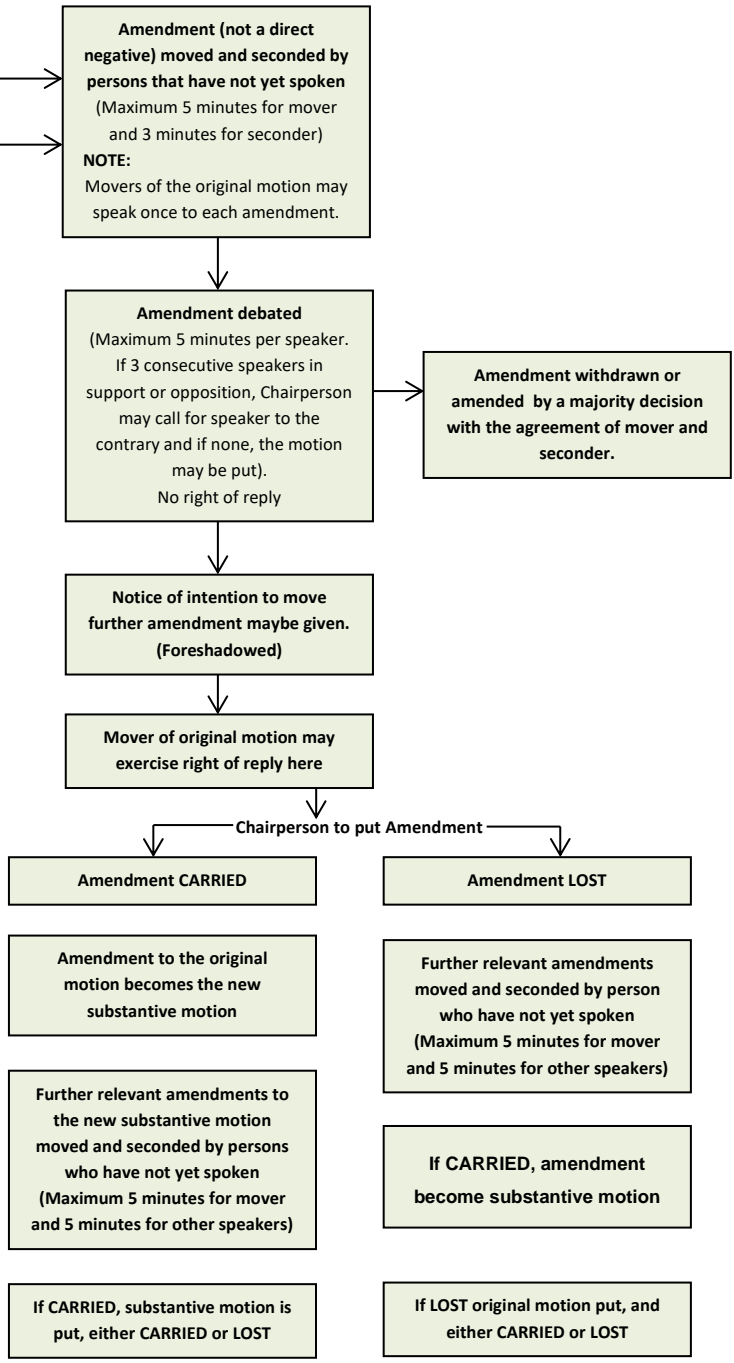 Amendment (not a direct
negative) moved and seconded by
persons that have not yet spoken
(Maximum 5 minutes for mover
and 3 minutes for seconder)
NOTE:
Movers of the original motion may
speak once to each amendment.
Amendment debated
(Maximum 5 minutes per speaker.
If 3 consecutive speakers in
support or opposition, Chairperson
may call for speaker to the
contrary and if none, the motion
may be put).
No right of reply
Amendment withdrawn or
amended by a majority decision
with the agreement of mover and
seconder.
Notice of intention to move
further amendment maybe given.
(Foreshadowed)
Mover of original motion may
exercise right of reply here
Chairperson to put Amendment
Amendment CARRIED
Amendment to the original
motion becomes the new
substantive motion
Further relevant amendments to
the new substantive motion
moved and seconded by persons
who have not yet spoken
(Maximum 5 minutes for mover
and 5 minutes for other speakers)
If CARRIED, substantive motion is
put, either CARRIED or LOST
Amendment LOST
Further relevant amendments
moved and seconded by person
who have not yet spoken
(Maximum 5 minutes for mover
and 5 minutes for other speakers)
If CARRIED, amendment
become substantive motion
If LOST original motion put, and
either CARRIED or LOST